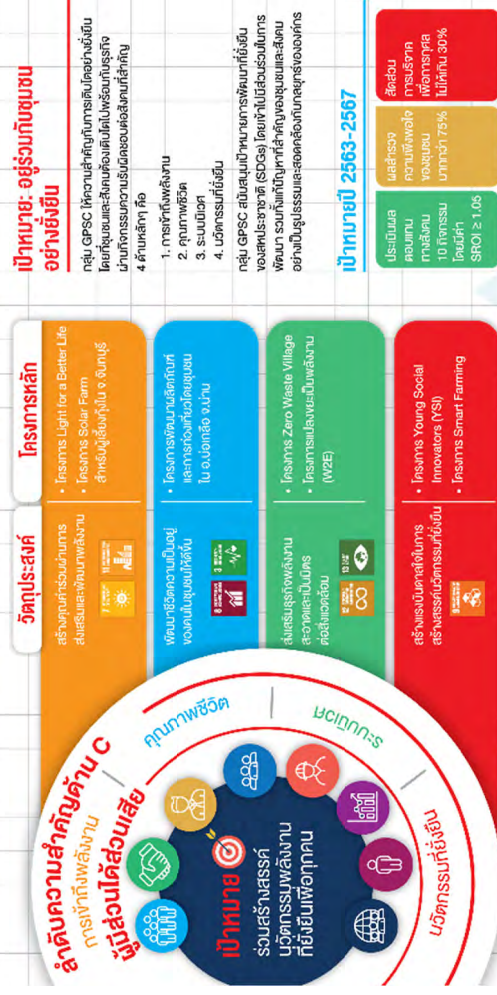 ลำดับความสำคัญด้าน C
การเข้าถึงพลังงาน
ผู้มีส่วนได้ส่วนเสีย
คุณภาพชีวิต
ระบบนิเวศ
นวัตกรรมที่ยั่งยืน
เป้าหมาย
ร่วมสร้างสรรค์
นวัตกรรมพลังงาน
ที่ยั่งยืนเพื่อทุกคน
วัตถุประสงค์
โครงการหลัก
สร้างคุณค่าร่วมผ่านการ
ส่งเสริมและพัฒนาพลังงาน
• โครงการ Light for a Better Life
• โครงการ Solar Farm
สำหรับผู้เลี้ยงกุ้งใน จ.จันทบุรี
พัฒนาชีวิตความเป็นอยู่
ของคนในชุมชนให้ดีขึ้น
• โครงการพัฒนาผลิตภัณฑ์
และการท่องเที่ยวโดยชุมชน
ใน อ.บ่อเกลือ จ.น่าน
ส่งเสริมธุรกิจพลังงาน
สะอาดและเป็นมิตร
ต่อสิ่งแวดล้อม
• โครงการ Zero Waste Village
• โครงการแปลงขยะเป็นพลังงาน
(W2E)
สร้างแรงบันดาลใจในการ
สร้างสรรค์นวัตกรรมที่ยั่งยืน
• โครงการ Young Social
Innovators (YSI)
• โครงการ Smart Farming
เป้าหมาย: อยู่ร่วมกับชุมชน
อย่างยั่งยืน
กลุ่ม GPSC ให้ความสำคัญกับการเติบโตอย่างยั่งยืน
โดยที่ชุมชนและสังคมต้องเติบโตไปพร้อมกับธุรกิจ
ผ่านกิจกรรมความรับผิดชอบต่อสังคมที่สำคัญ
4 ด้านหลักๆ คือ
1. การเข้าถึงพลังงาน
2. คุณภาพชีวิต
3. ระบบนิเวศ
4. นวัตกรรมที่ยั่งยืน
กลุ่ม GPSC สนับสนุนเป้าหมายการพัฒนาที่ยั่งยืน
ของสหประชาชาติ (SDGs) โดยเข้าไปมีส่วนร่วมในการ
พัฒนา รวมทั้งแก้ปัญหาที่สำคัญของชุมชนและสังคม
อย่างเป็นรูปธรรมและสอดคล้องกับกลยุทธ์ขององค์กร
เป้าหมายปี 2563-2567
ประเมินผล
ตอบแทน
ทางสังคม
10 กิจกรรม
โดยมีค่า
SROI ≥ 1.05
ผลสำรวจ
ความพึงพอใจ
ของชุมชน
มากกว่า 75%
สัดส่วน
การบริจาค
เพื่อการกุศล
ไม่ให้เกิน 30%